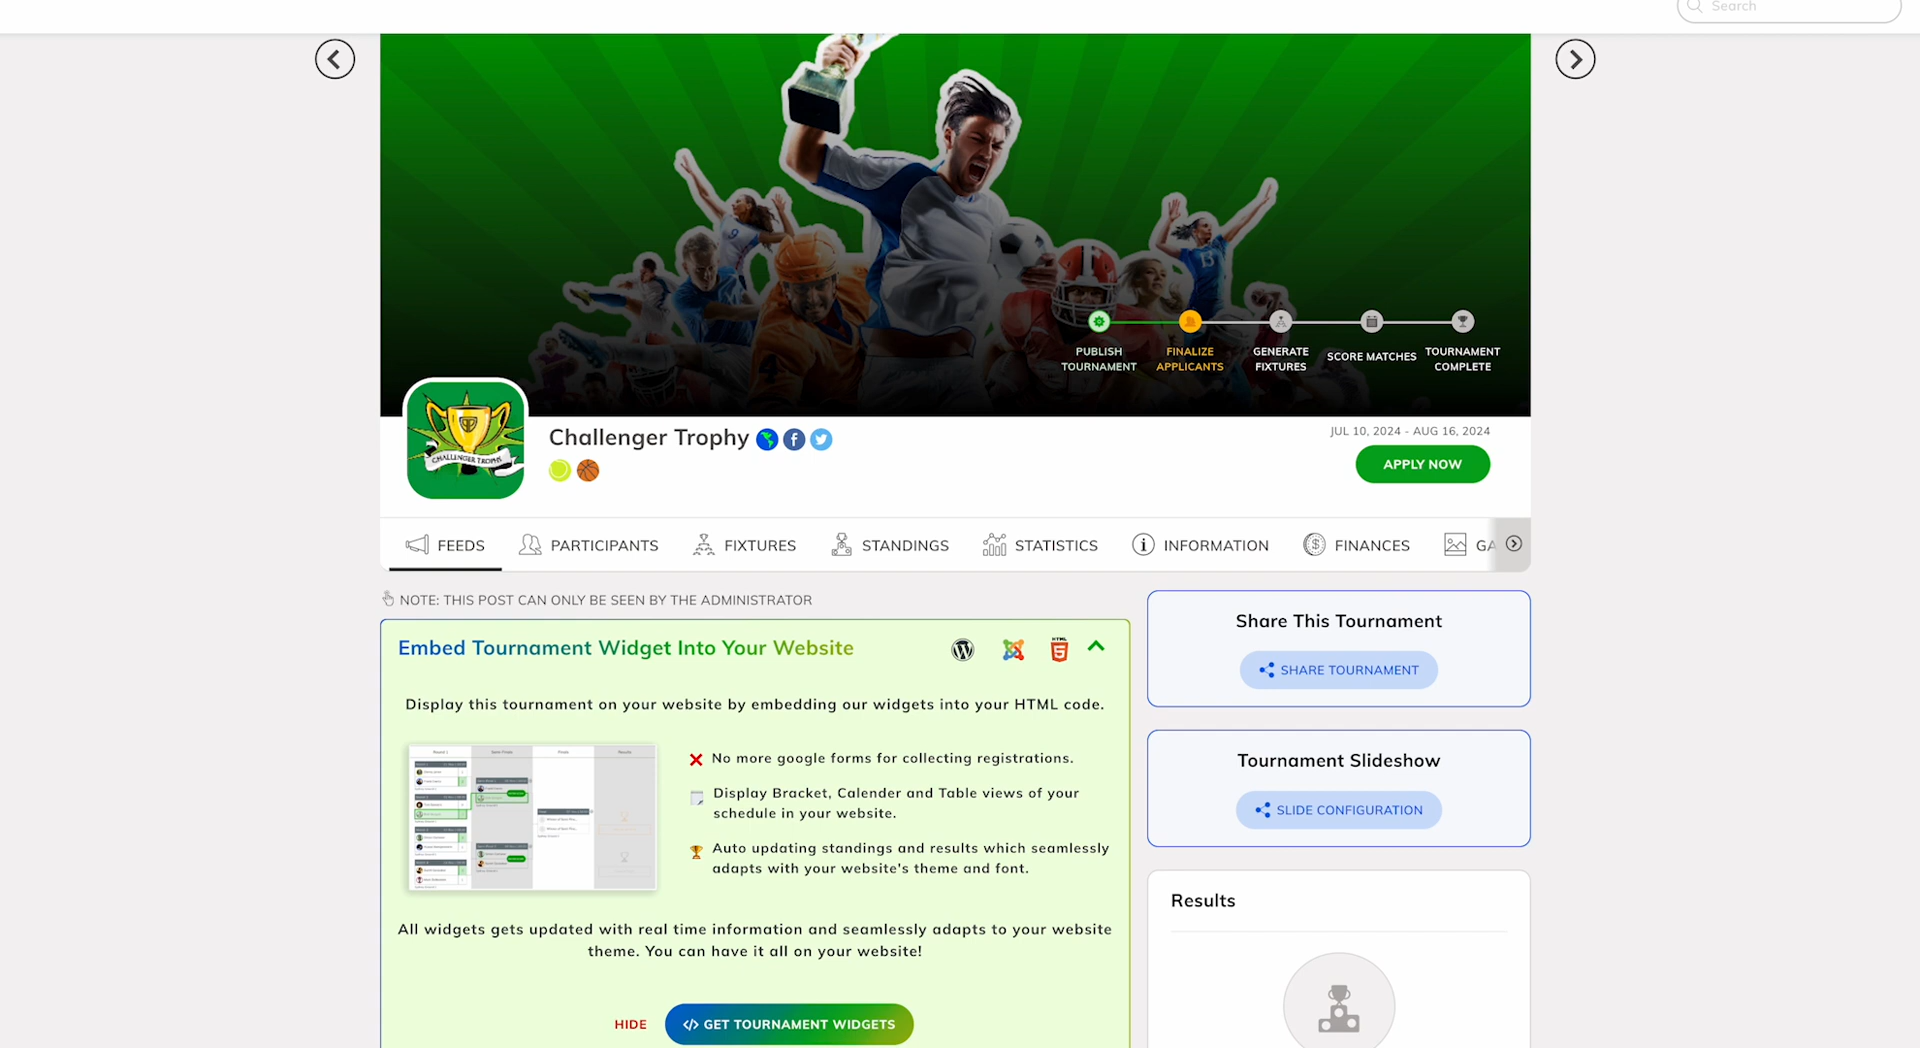 Search
PUBLISH
TOURNAMENT
FINALIZE
APPLICANTS
GENERATE
FIXTURES
SCORE MATCHES
TOURNAMENT
COMPLETE
CHALLENGER TROPHY
Challenger Trophy
JUL 10, 2024 - AUG 16, 2024
APPLY NOW
FEEDS
PARTICIPANTS
FIXTURES
STANDINGS
STATISTICS
INFORMATION
FINANCES
GA
NOTE: THIS POST CAN ONLY BE SEEN BY THE ADMINISTRATOR
Embed Tournament Widget Into Your Website
HTML
Display this tournament on your website by embedding our widgets into your HTML code.
No more google forms for collecting registrations.
Display Bracket, Calender and Table views of your
schedule in your website.
Auto updating standings and results which seamlessly
adapts with your website's theme and font.
All widgets gets updated with real time information and seamlessly adapts to your website
theme. You can have it all on your website!
HIDE
</> GET TOURNAMENT WIDGETS
Share This Tournament
SHARE TOURNAMENT
Tournament Slideshow
SLIDE CONFIGURATION
Results